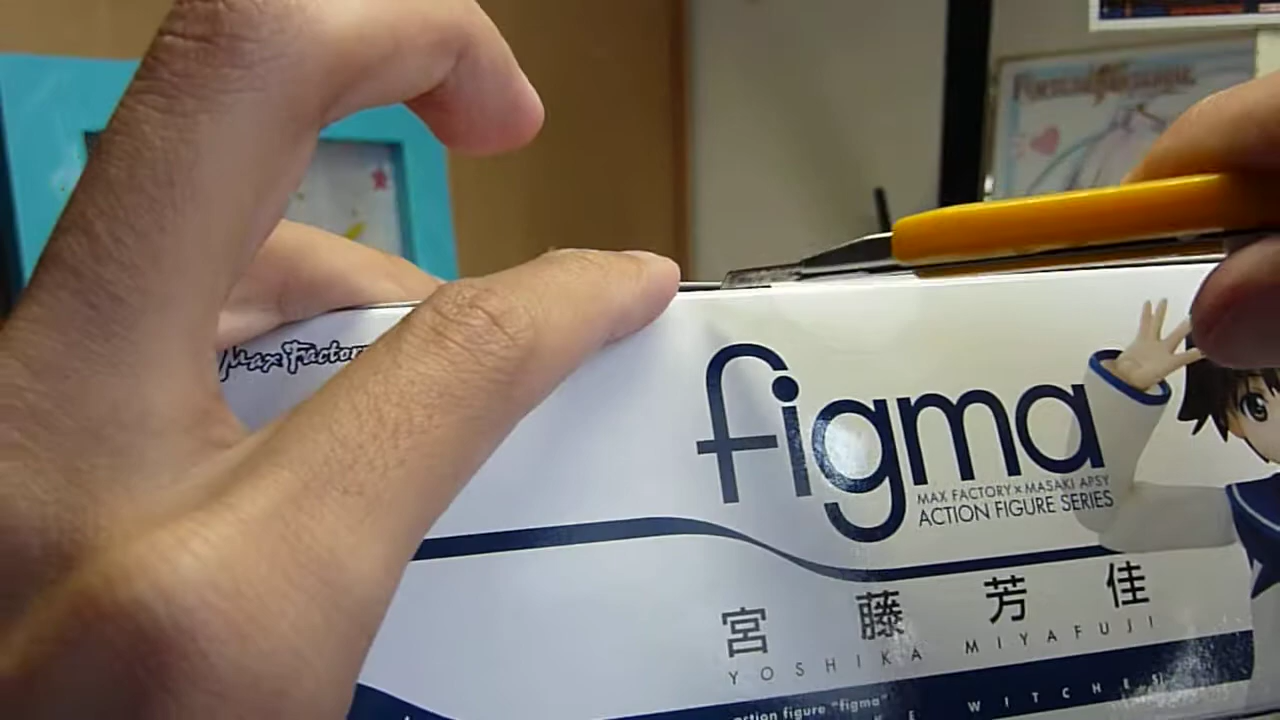 Max Factory
figma
MAX FACTORY×MASAKI APSY
ACTION FIGURE SERIES
宮藤芳佳
YOSHIKA MIYAFUJI
action figure "figma"
WITCHES